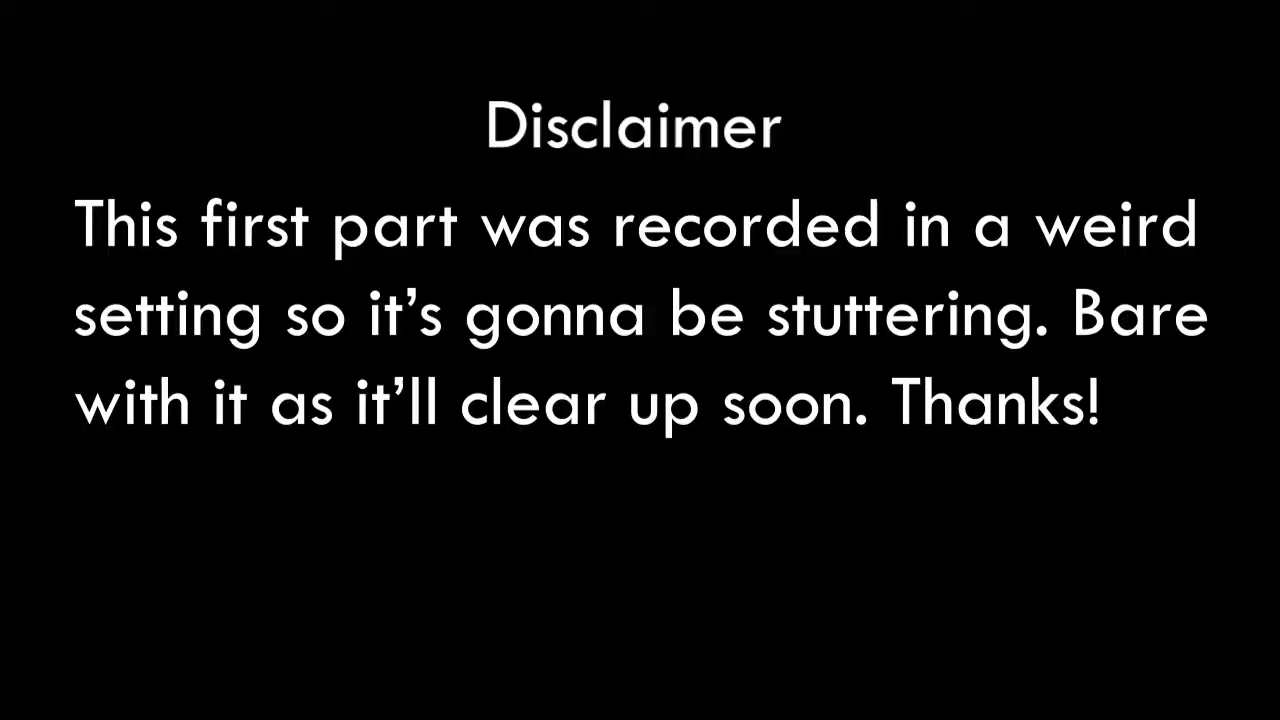 Disclaimer
This first part was recorded in a weird
setting so it’s gonna be stuttering. Bare
with it as it’ll clear up soon. Thanks!